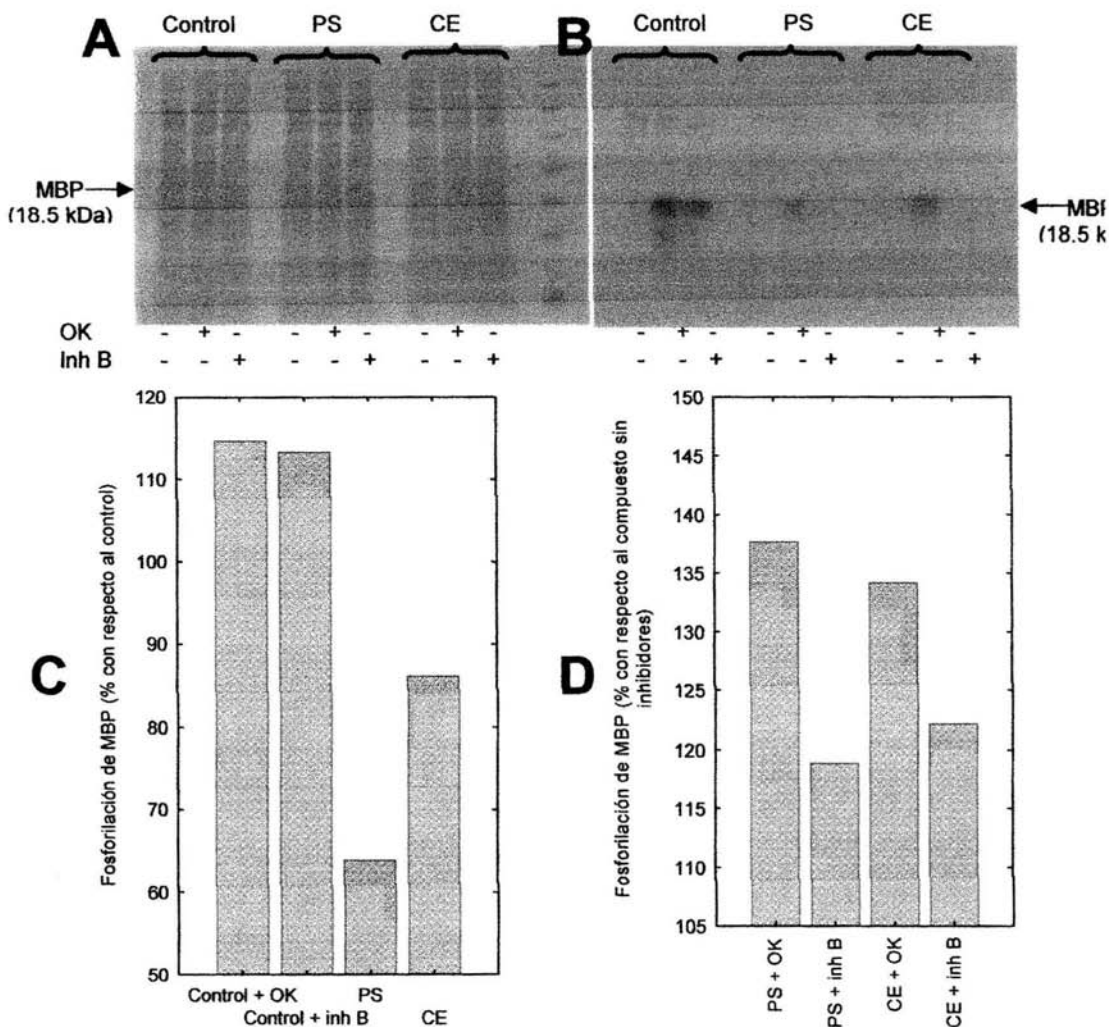 A
Control PS CE
B
Control PS CE
MBP
(18.5 kDa)
MBI
(18.5 k
OK - + - - + - - + - - + - - + - - + -
Inh B - - + - - + - - + - - + - - + - - +
C
Fosforilación de MBP (% con respecto al control)
120
110
100
90
80
70
60
50
Control + OK PS
Control + inh B CE
D
Fosforilación de MBP (% con respecto al compuesto sin
inhibidores)
150
145
140
135
130
125
120
115
110
105
PS + OK
PS + inh B
CE + OK
CE + inh B